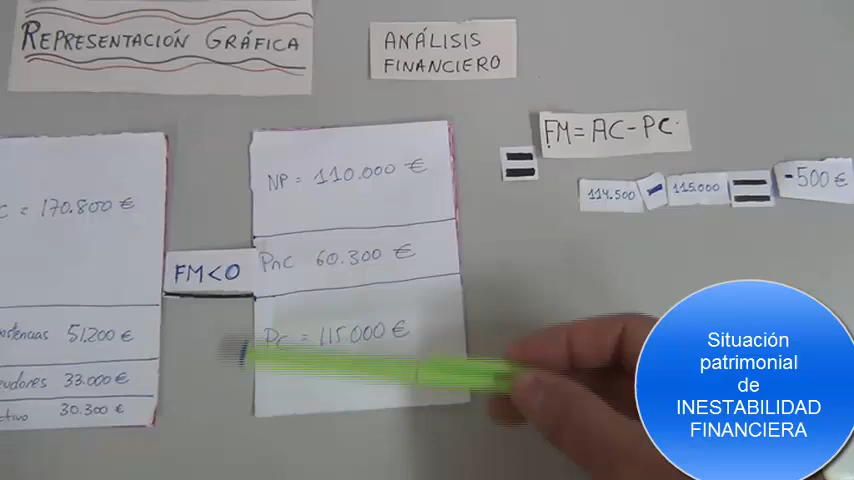 REPRESENTACIÓN GRÁFICA
ANÁLISIS
FINANCIERO
FM = AC - PC
114.500 - 115.000 = -500 €
C = 170.800 €
51.200 €
33.000 €
30.300 €
FM < 0
NP = 110.000 €
PnC 60.300 €
PC = 115.000 €
=
Situación
patrimonial
de
INESTABILIDAD
FINANCIERA